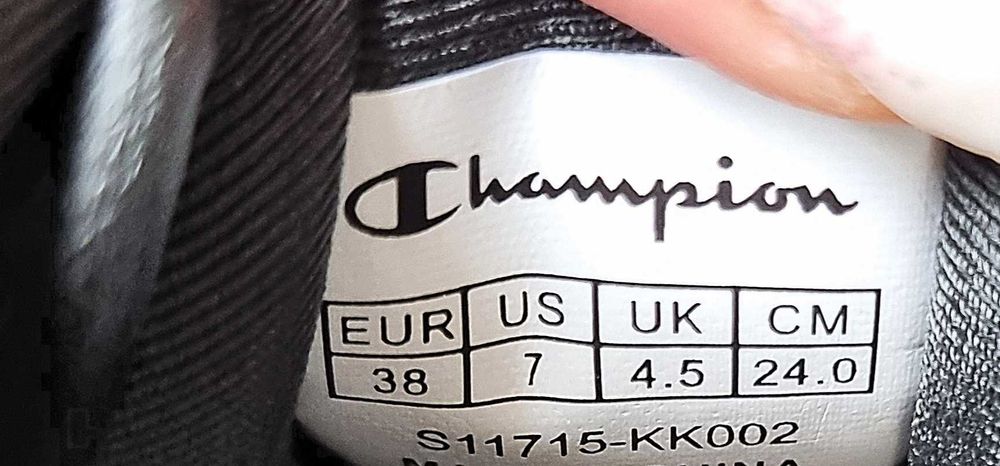 Champion
EUR US UK CM
38 7 4.5 24.0
S11715-KK002